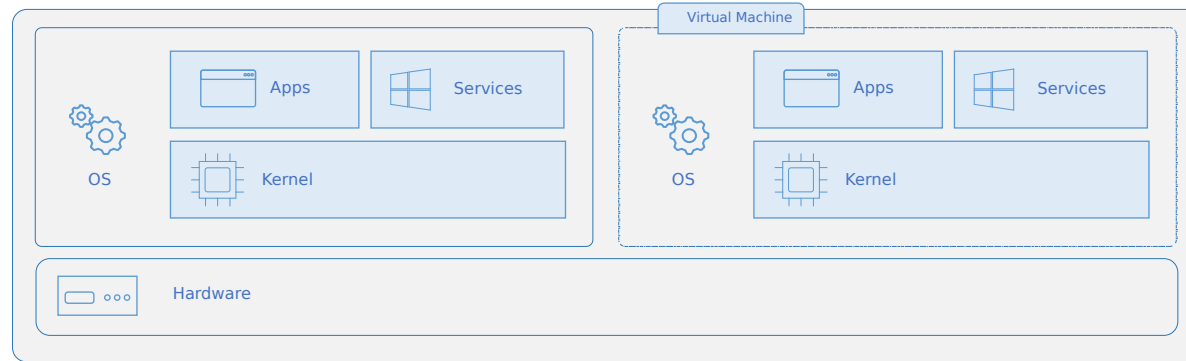 Virtual Machine
Apps
Services
OS
Kernel
Apps
Services
OS
Kernel
Hardware